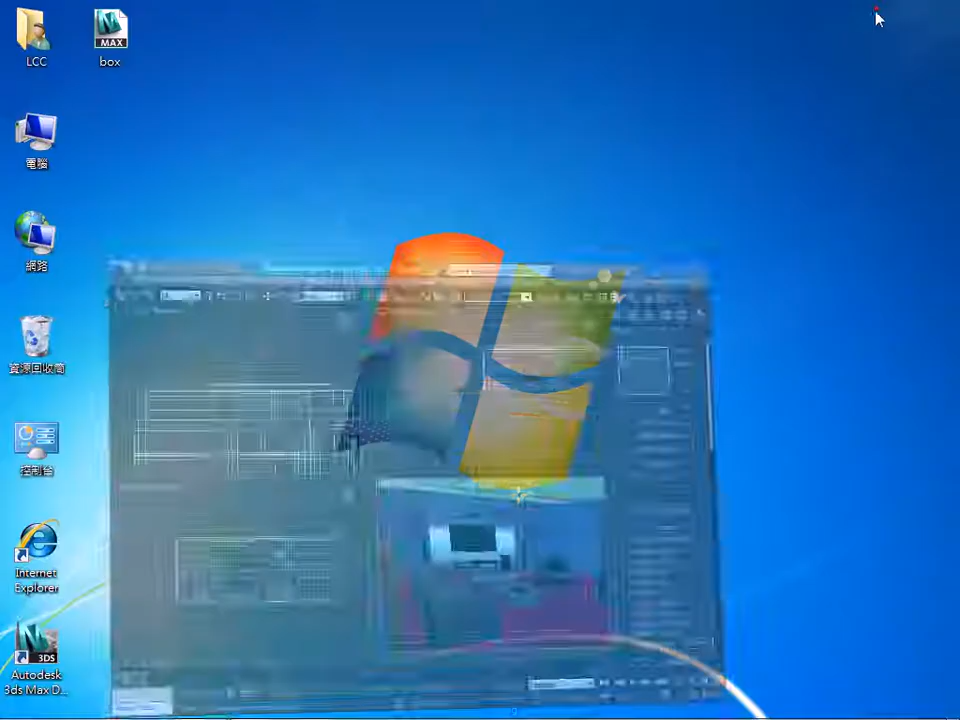 LCC
MAX
box
電腦
網路
資源回收筒
控制台
Internet
Explorer
3DS
Autodesk
3ds Max D...